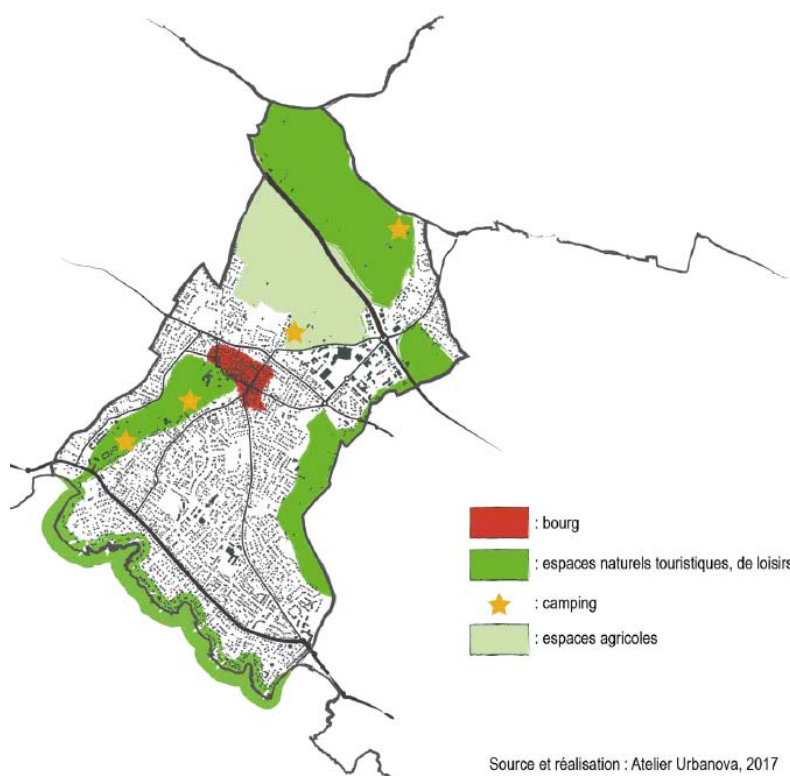 : bourg
: espaces naturels touristiques, de loisirs
: camping
: espaces agricoles
Source et réalisation : Atelier Urbanova, 2017